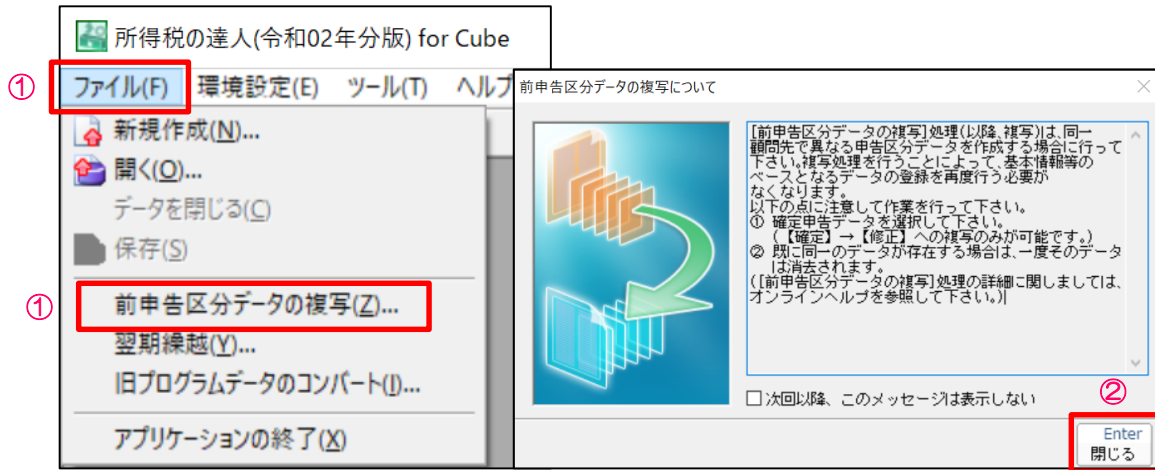 所得税の達人(令和02年分版) for Cube
①
ファイル(F) 環境設定(E) ツール(T) ヘルプ
新規作成(N)...
開く(O)...
データを閉じる(C)
保存(S)
①
前申告区分データの複写(Z)...
翌期繰越(Y)...
旧プログラムデータのコンバート(I)...
アプリケーションの終了(X)
前申告区分データの複写について
[前申告区分データの複写]処理(以降、複写)は、同一
顧問先で異なる申告区分データを作成する場合に行って
下さい。複写処理を行うことによって、基本情報等の
ベースとなるデータの登録を再度行う必要が
なくなります。
以下の点に注意して作業を行って下さい。
① 確定申告データを選択して下さい。
(【確定】→【修正】への複写のみが可能です。)
② 既に同一のデータが存在する場合は、一度そのデータ
は消去されます。
([前申告区分データの複写]処理の詳細に関しましては、
オンラインヘルプを参照して下さい。)
次回以降、このメッセージは表示しない
②
Enter
閉じる